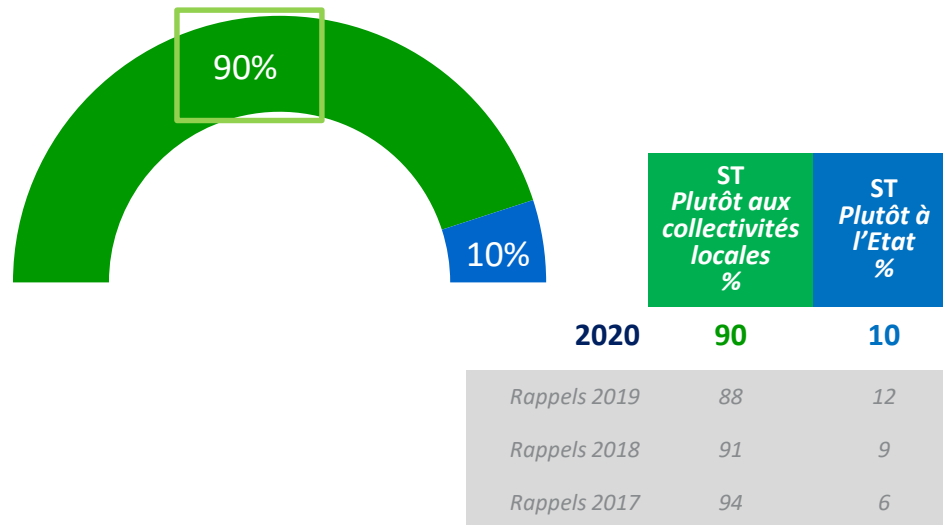 90%
10%
ST
Plutôt aux
collectivités
locales
%
ST
Plutôt à
l’Etat
%
2020 90 10
Rappels 2019 88 12
Rappels 2018 91 9
Rappels 2017 94 6